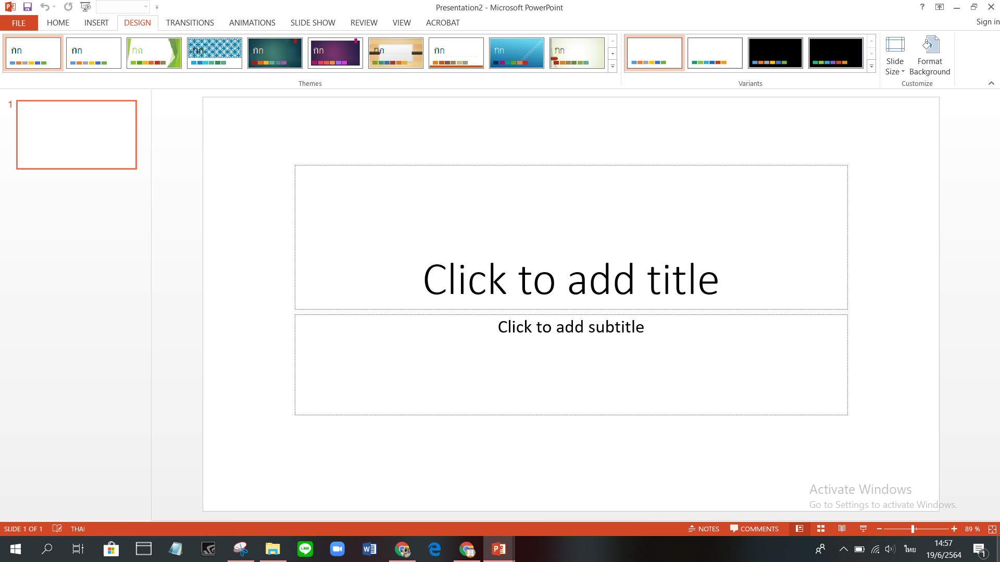 Presentation2 - Microsoft PowerPoint
?
Sign in
FILE HOME INSERT DESIGN TRANSITIONS ANIMATIONS SLIDE SHOW REVIEW VIEW ACROBAT
กก กก กก กก กก กก กก กก กก กก
Slide Size
Format Background
Themes Variants Customize
1
Click to add title
Click to add subtitle
Activate Windows
Go to Settings to activate Windows.
SLIDE 1 OF 1 THAI NOTES COMMENTS 89 %
LINE
ไทย
14:57
19/6/2564
1